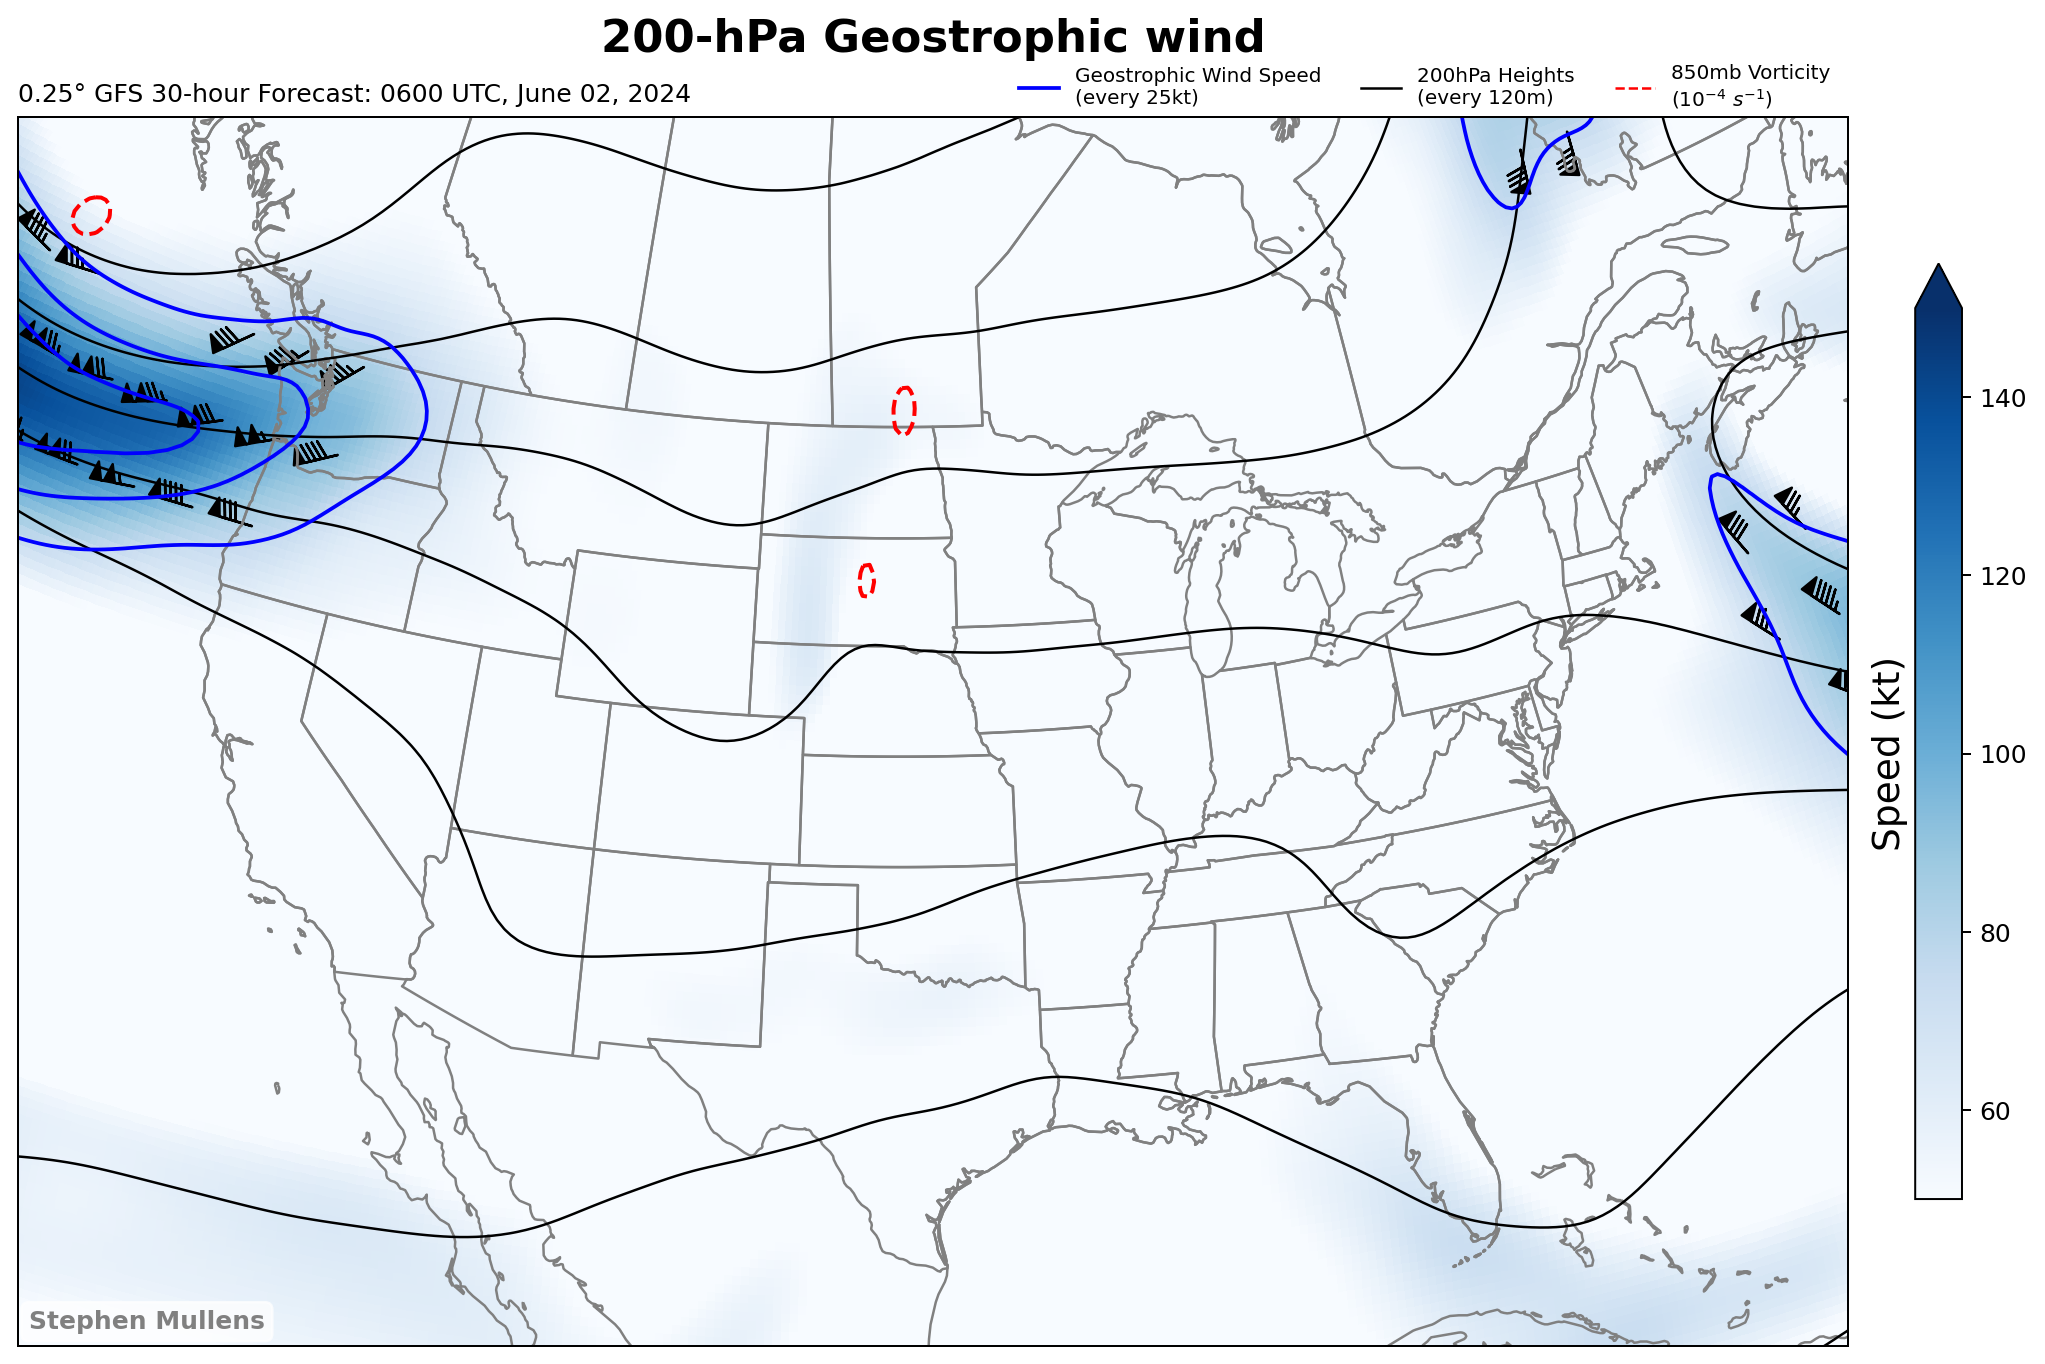 200-hPa Geostrophic wind
0.25° GFS 30-hour Forecast: 0600 UTC, June 02, 2024
Geostrophic Wind Speed
(every 25kt)
200hPa Heights
(every 120m)
850mb Vorticity
(10⁻⁴ s⁻¹)
140
120
100
80
60
Speed (kt)
Stephen Mullens